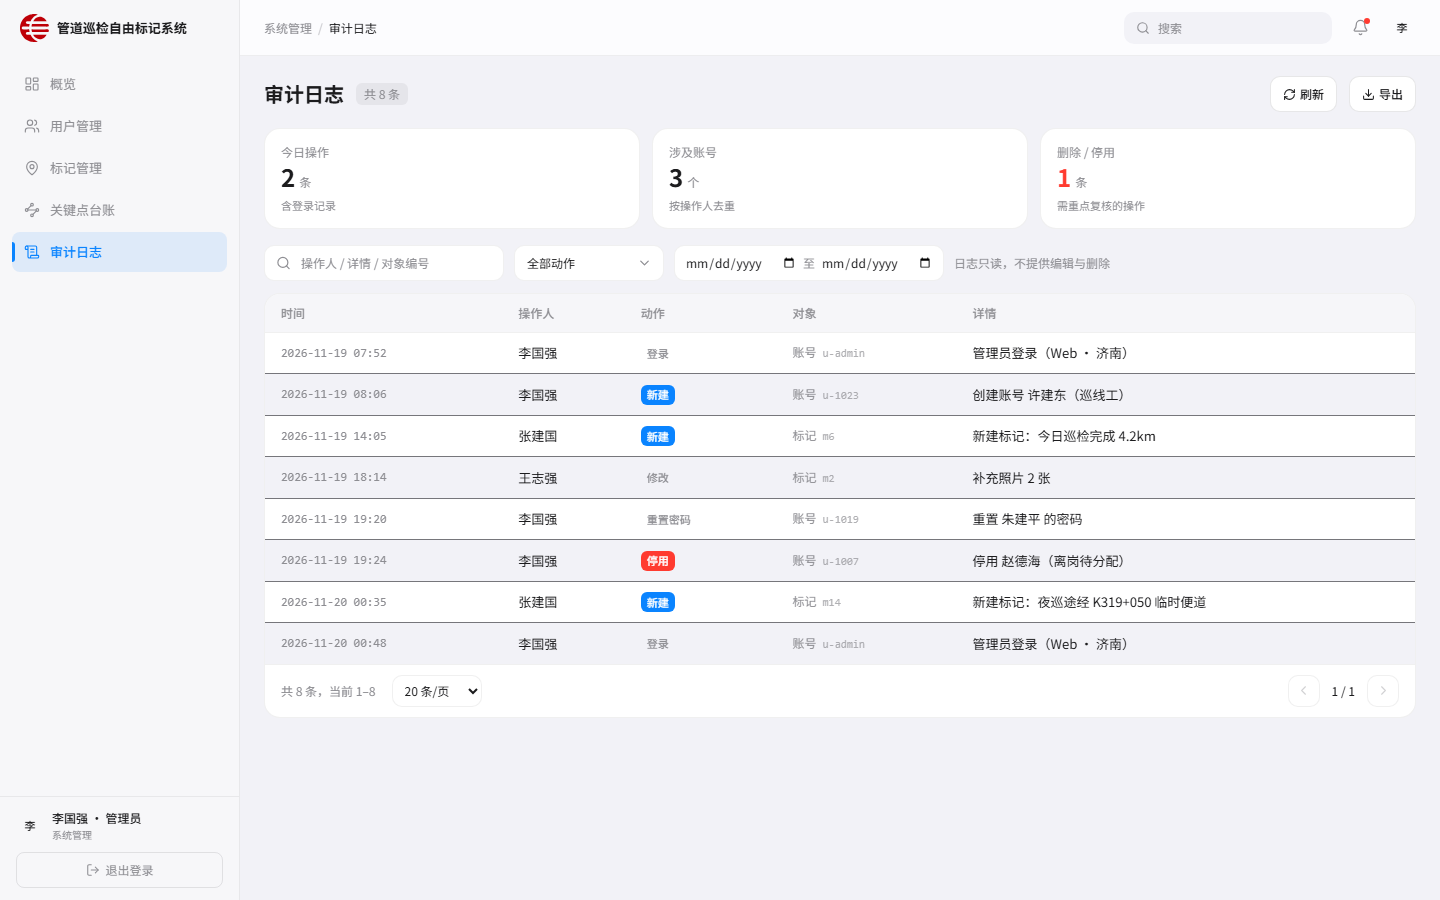 管道巡检自由标记系统
概览
用户管理
标记管理
关键点台账
审计日志
李
李国强 · 管理员
系统管理
退出登录
系统管理 / 审计日志
搜索
李
审计日志 共 8 条
刷新
导出
今日操作
2 条
含登录记录
涉及账号
3 个
按操作人去重
删除 / 停用
1 条
需重点复核的操作
操作人 / 详情 / 对象编号
全部动作
mm/dd/yyyy 至 mm/dd/yyyy
日志只读，不提供编辑与删除
时间 操作人 动作 对象 详情
2026-11-19 07:52 李国强 登录 账号 u-admin 管理员登录（Web · 济南）
2026-11-19 08:06 李国强 新建 账号 u-1023 创建账号 许建东（巡线工）
2026-11-19 14:05 张建国 新建 标记 m6 新建标记：今日巡检完成 4.2km
2026-11-19 18:14 王志强 修改 标记 m2 补充照片 2 张
2026-11-19 19:20 李国强 重置密码 账号 u-1019 重置 朱建平 的密码
2026-11-19 19:24 李国强 停用 账号 u-1007 停用 赵德海（离岗待分配）
2026-11-20 00:35 张建国 新建 标记 m14 新建标记：夜巡途经 K319+050 临时便道
2026-11-20 00:48 李国强 登录 账号 u-admin 管理员登录（Web · 济南）
共 8 条，当前 1–8
20 条/页
1 / 1